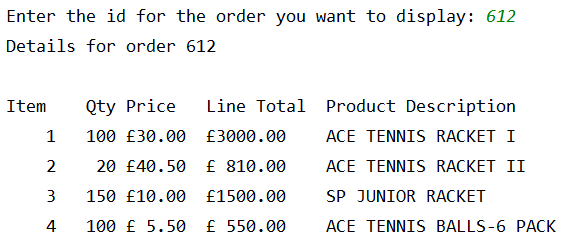 Enter the id for the order you want to display: 612
Details for order 612
Item    Qty Price   Line Total  Product Description
    1   100 £30.00  £3000.00    ACE TENNIS RACKET I
    2    20 £40.50  £ 810.00    ACE TENNIS RACKET II
    3   150 £10.00  £1500.00    SP JUNIOR RACKET
    4   100 £ 5.50  £ 550.00    ACE TENNIS BALLS-6 PACK